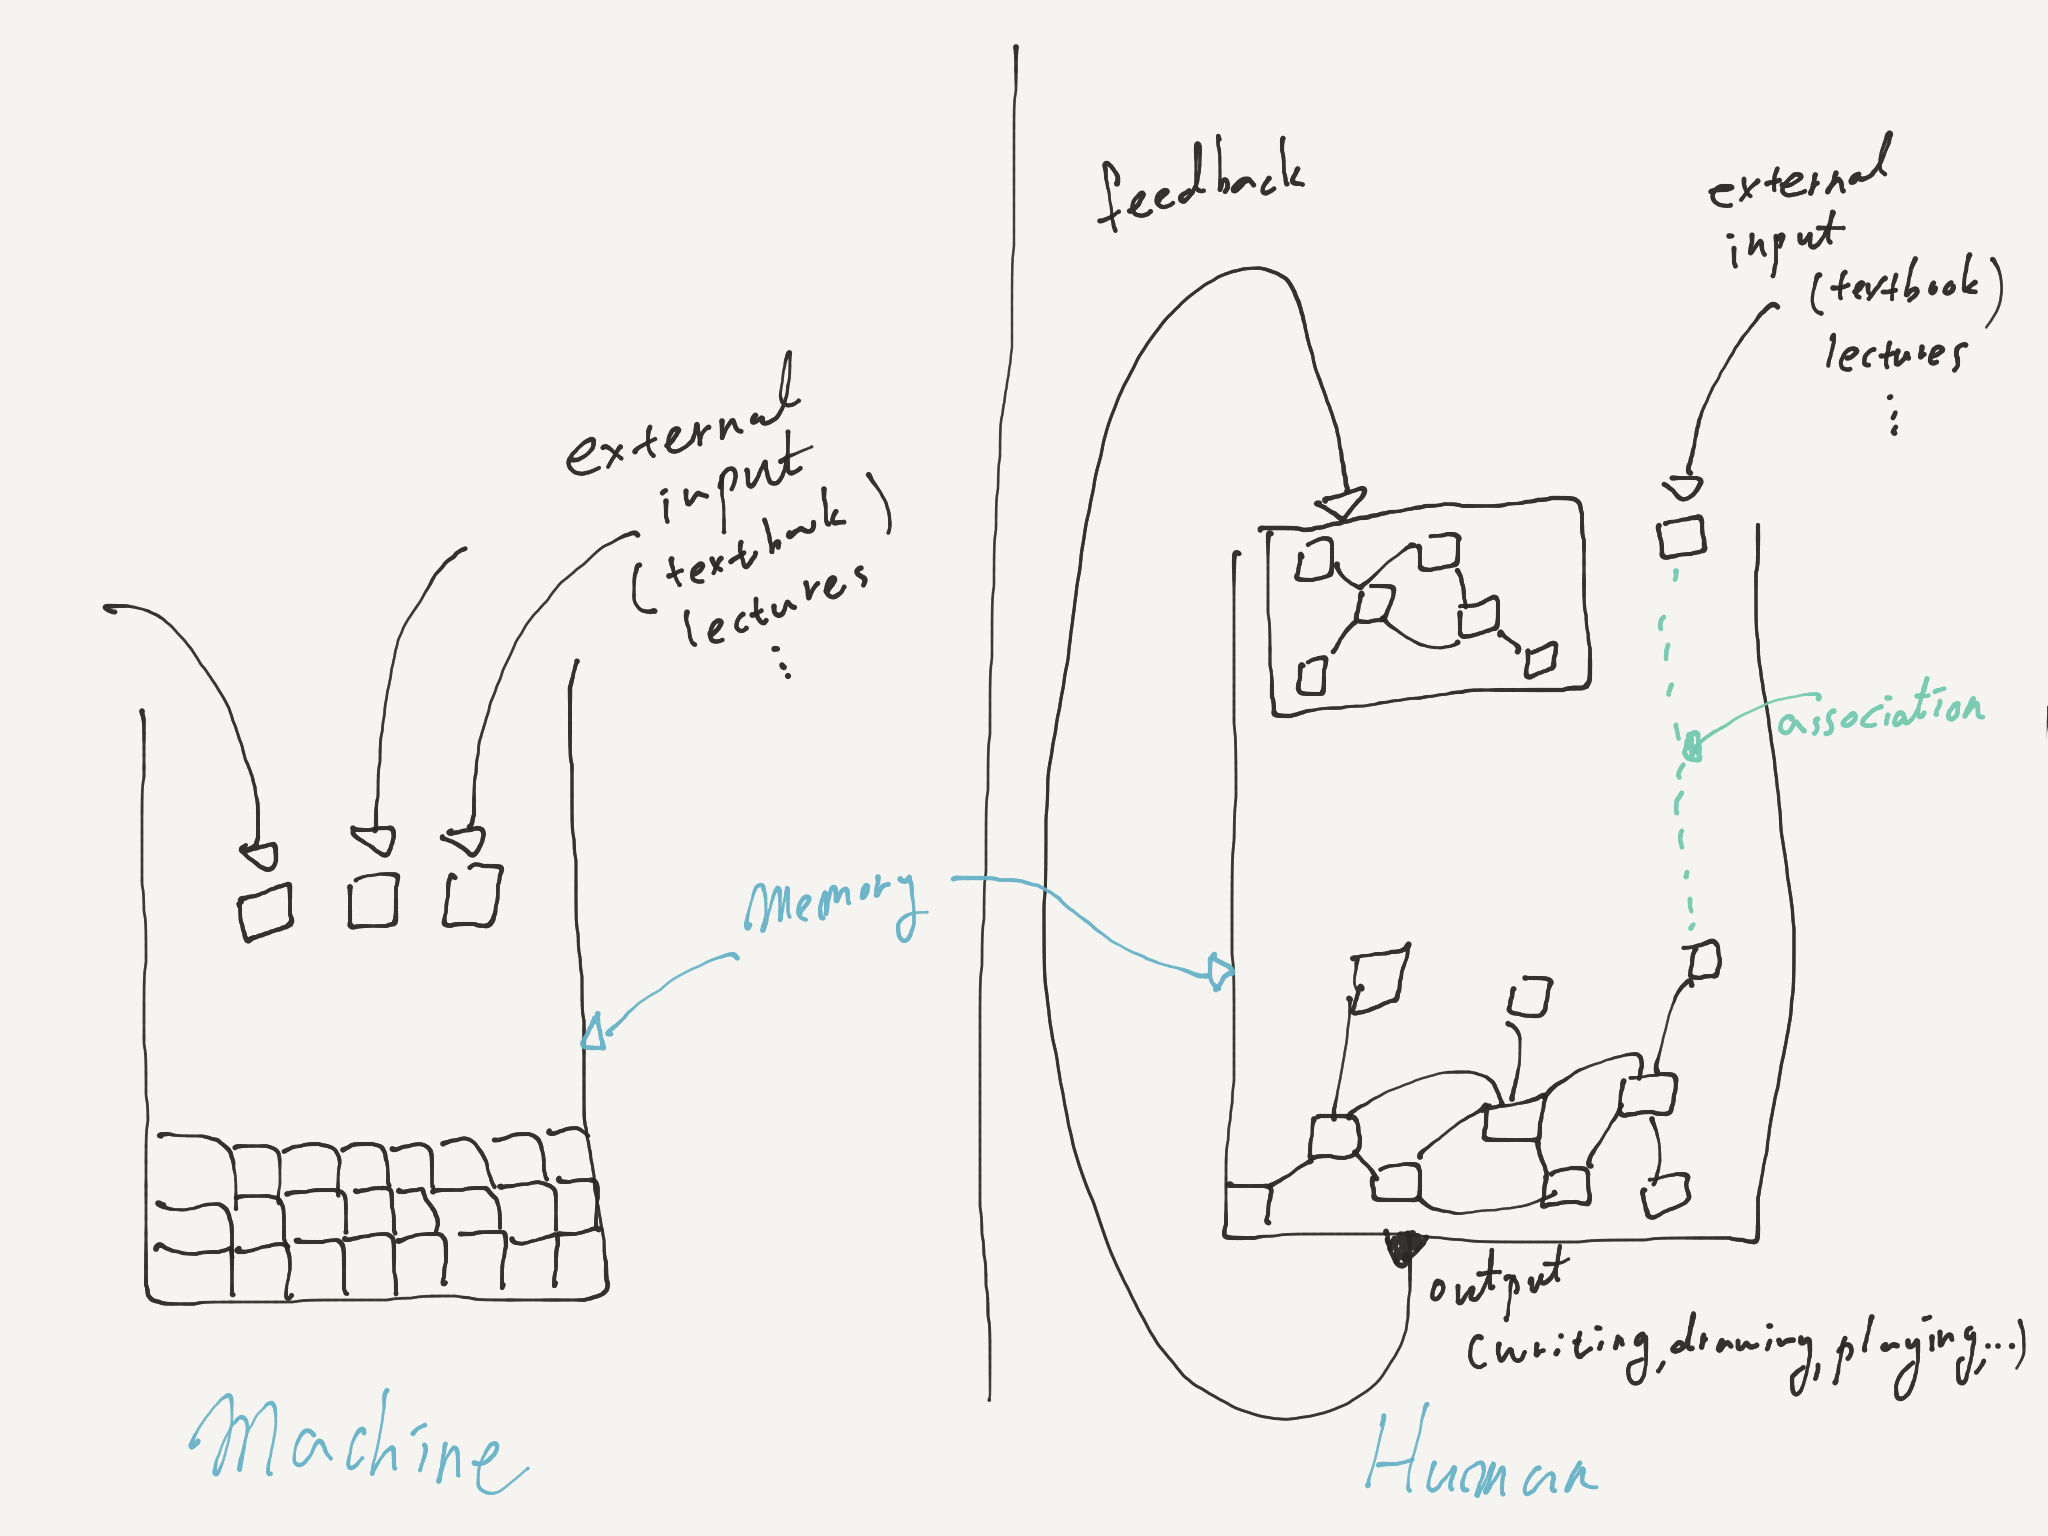 external
input
(textbook)
lectures
⋮
Memory
Machine
feedback
external
input
(textbook)
lectures
⋮
association
output
(writing, drawing, playing,...)
Human